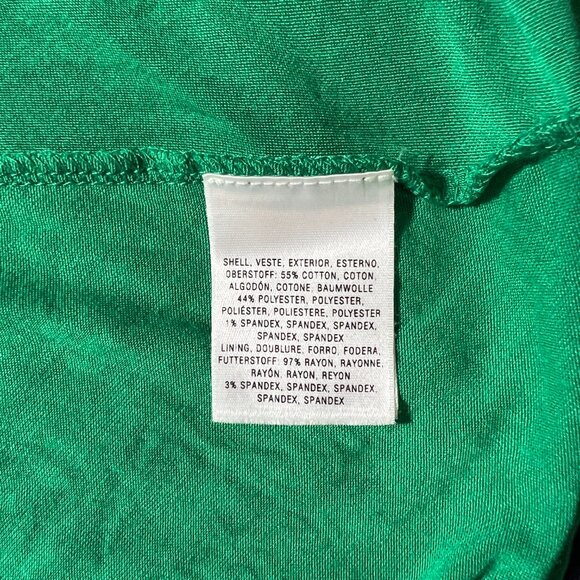 SHELL, VESTE, EXTERIOR, ESTERNO,
OBERSTOFF: 55% COTTON, COTON,
ALGODÓN, COTONE, BAUMWOLLE
44% POLYESTER, POLYESTER,
POLIÉSTER, POLIESTERE, POLYESTER
1% SPANDEX, SPANDEX, SPANDEX,
SPANDEX, SPANDEX
LINING, DOUBLURE, FORRO, FODERA,
FUTTERSTOFF: 97% RAYON, RAYONNE,
RAYÓN, RAYON, REYON
3% SPANDEX, SPANDEX, SPANDEX,
SPANDEX, SPANDEX